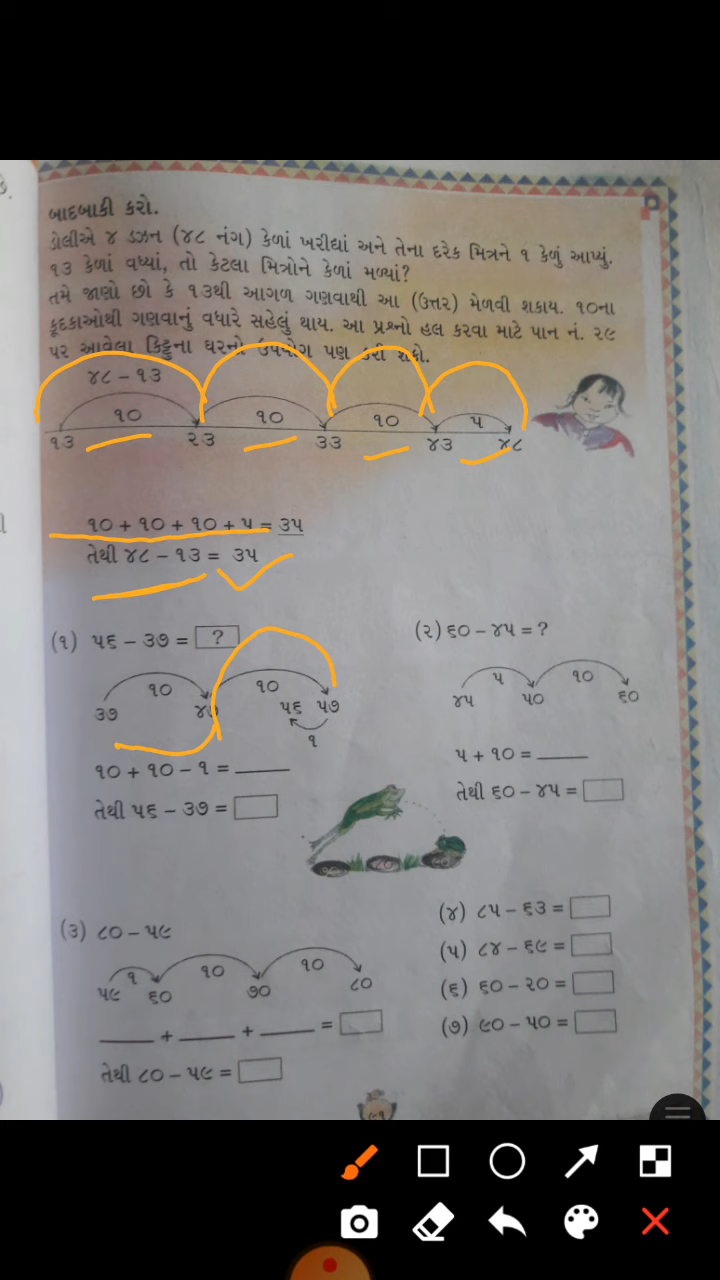 બાદબાકી કરો.
ડોલીએ ૪ ડઝન (૪૮ નંગ) કેળાં ખરીદ્યાં અને તેના દરેક મિત્રને ૧ કેળું આપ્યું.
૧૩ કેળાં વધ્યાં, તો કેટલા મિત્રોને કેળાં મળ્યાં?
તમે જાણો છો કે ૧૩થી આગળ ગણવાથી આ (ઉત્તર) મેળવી શકાય. ૧૦ના
કૂદકાઓથી ગણવાનું વધારે સહેલું થાય. આ પ્રશ્નો હલ કરવા માટે પાન નં. ૨૯
પર આવેલા કિટ્ટુના ઘરનો ઉપયોગ પણ કરી શકો.
૪૮ – ૧૩
૧૦ ૧૦ ૧૦ ૫
૧૩ ૨૩ ૩૩ ૪૩ ૪૮
૧૦ + ૧૦ + ૧૦ + ૫ = ૩૫
તેથી ૪૮ – ૧૩ = ૩૫
(૧) ૫૬ – ૩૭ = ?
૧૦ ૧૦
૩૭ ૪૭ ૫૬ ૫૭
૧
૧૦ + ૧૦ – ૧ =
તેથી ૫૬ – ૩૭ =
(૨) ૬૦ – ૪૫ = ?
૫ ૧૦
૪૫ ૫૦ ૬૦
૫ + ૧૦ =
તેથી ૬૦ – ૪૫ =
(૩) ૮૦ – ૫૯
૧ ૧૦ ૧૦
૫૯ ૬૦ ૭૦ ૮૦
+ + =
તેથી ૮૦ – ૫૯ =
(૪) ૮૫ – ૬૩ =
(૫) ૮૪ – ૬૯ =
(૬) ૬૦ – ૨૦ =
(૭) ૯૦ – ૫૦ =